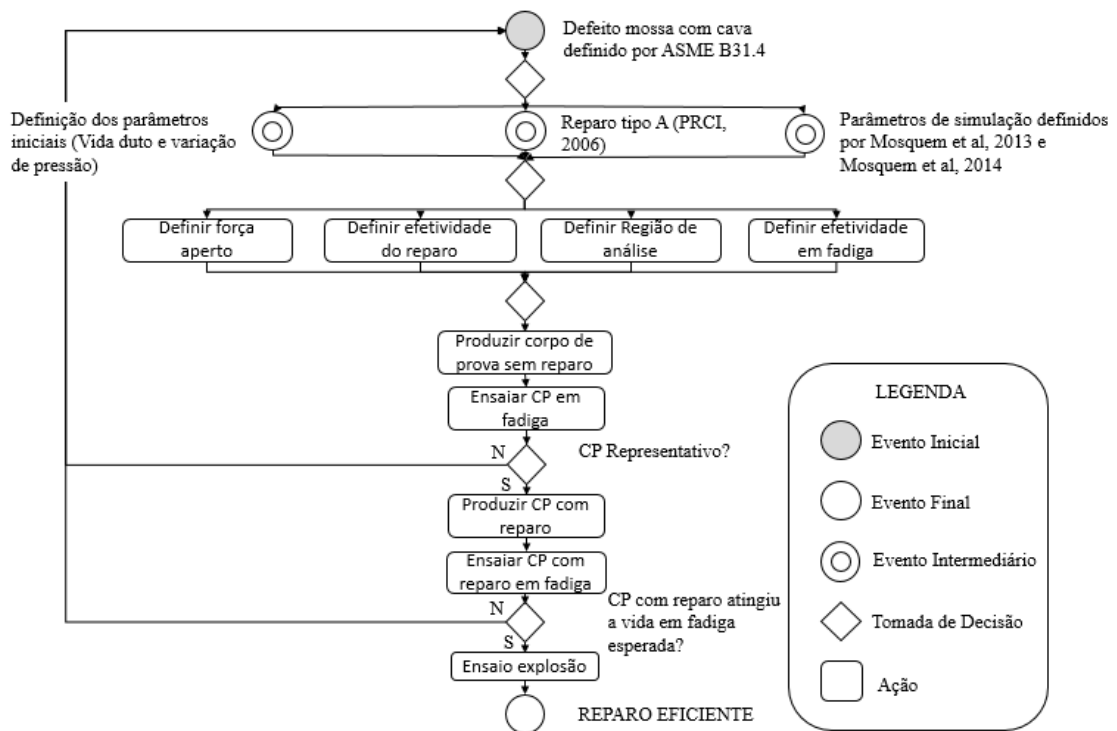 Defeito mossa com cava
definido por ASME B31.4
Definição dos parâmetros
iniciais (Vida duto e variação
de pressão)
Reparo tipo A (PRCI,
2006)
Parâmetros de simulação definidos
por Mosquem et al, 2013 e
Mosquem et al, 2014
Definir força
aperto
Definir efetividade
do reparo
Definir Região de
análise
Definir efetividade
em fadiga
Produzir corpo de
prova sem reparo
Ensaiar CP em
fadiga
N
CP Representativo?
S
Produzir CP com
reparo
Ensaiar CP com
reparo em fadiga
N
CP com reparo atingiu
a vida em fadiga
esperada?
S
Ensaio explosão
REPARO EFICIENTE
LEGENDA
Evento Inicial
Evento Final
Evento Intermediário
Tomada de Decisão
Ação